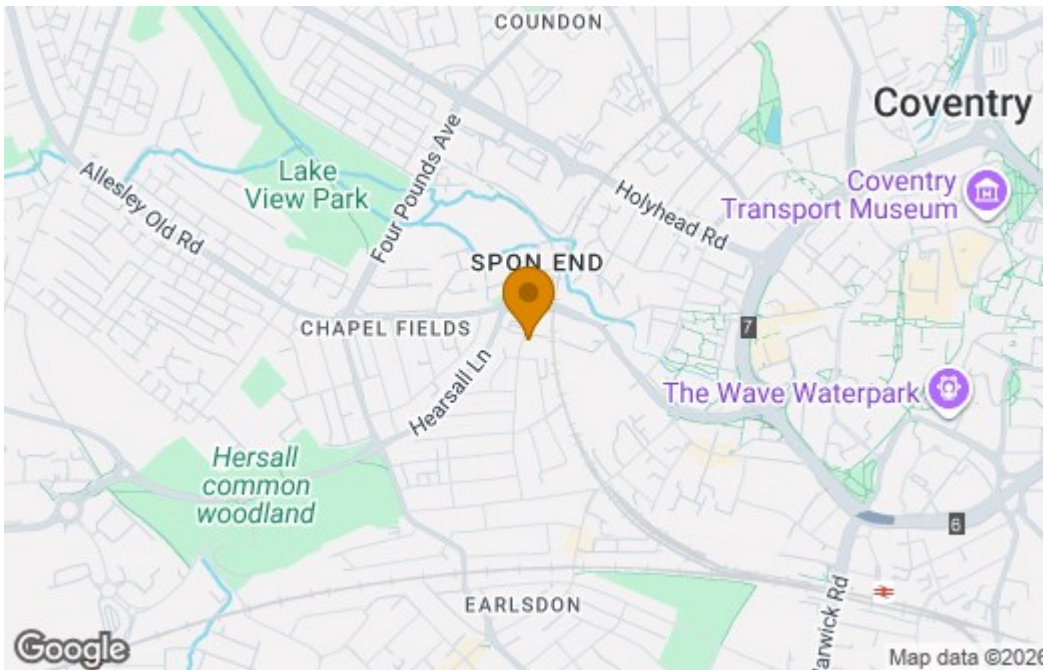 COUNDON
Coventry
Four Pounds Ave
Lake
View Park
Allesley Old Rd
Holyhead Rd
Coventry
Transport Museum
SPON END
CHAPEL FIELDS
7
Hearsall Ln
The Wave Waterpark
Hersall
common
woodland
6
EARLSDON
Warwick Rd
Google
Map data ©2026